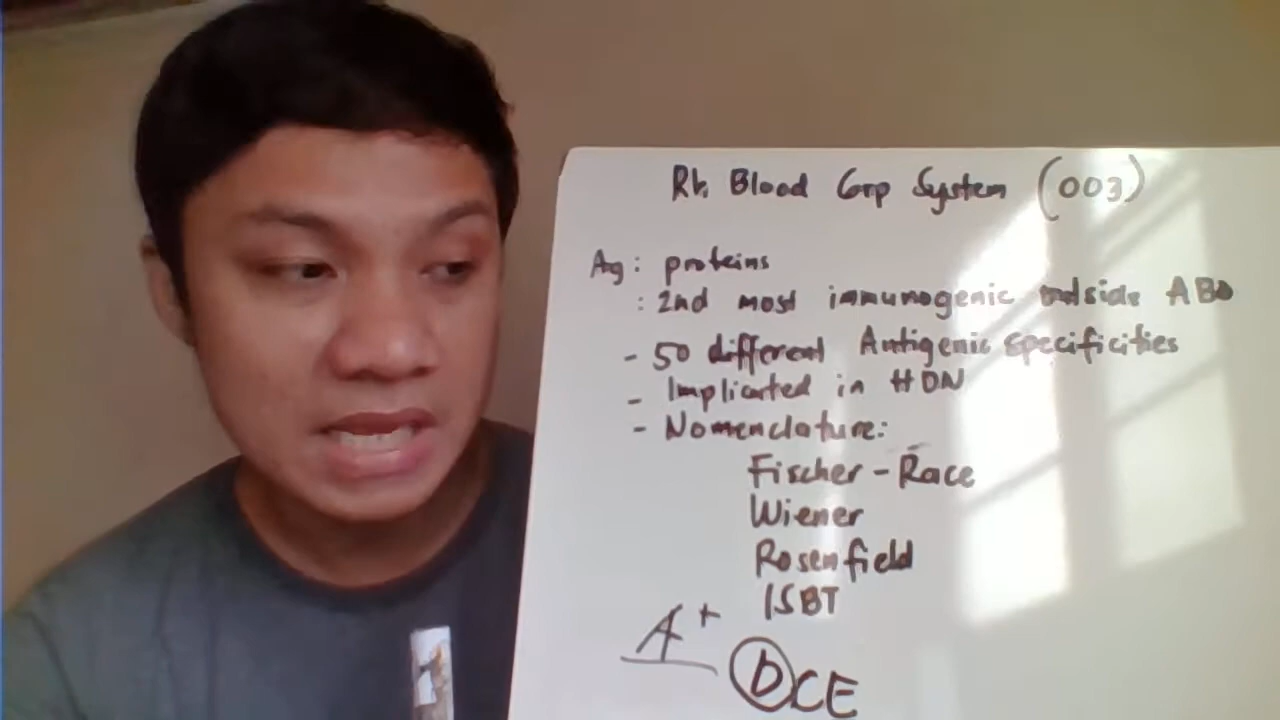 Rh Blood Grp System (003)
Ag: proteins
: 2nd most immunogenic outside ABO
- 50 different Antigenic specificities
- Implicated in HDN
- Nomenclature:
Fischer - Race
Wiener
Rosenfield
ISBT
A+
DCE